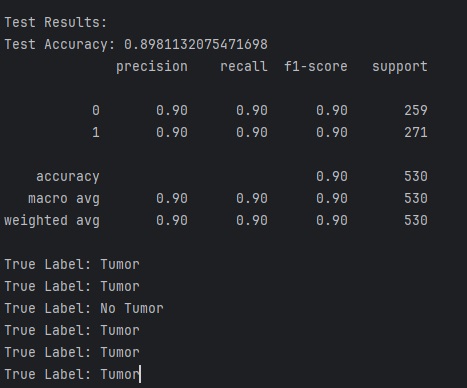 Test Results:
Test Accuracy: 0.8981132075471698
precision recall f1-score support
0 0.90 0.90 0.90 259
1 0.90 0.90 0.90 271
accuracy 0.90 530
macro avg 0.90 0.90 0.90 530
weighted avg 0.90 0.90 0.90 530
True Label: Tumor
True Label: Tumor
True Label: No Tumor
True Label: Tumor
True Label: Tumor
True Label: Tumor